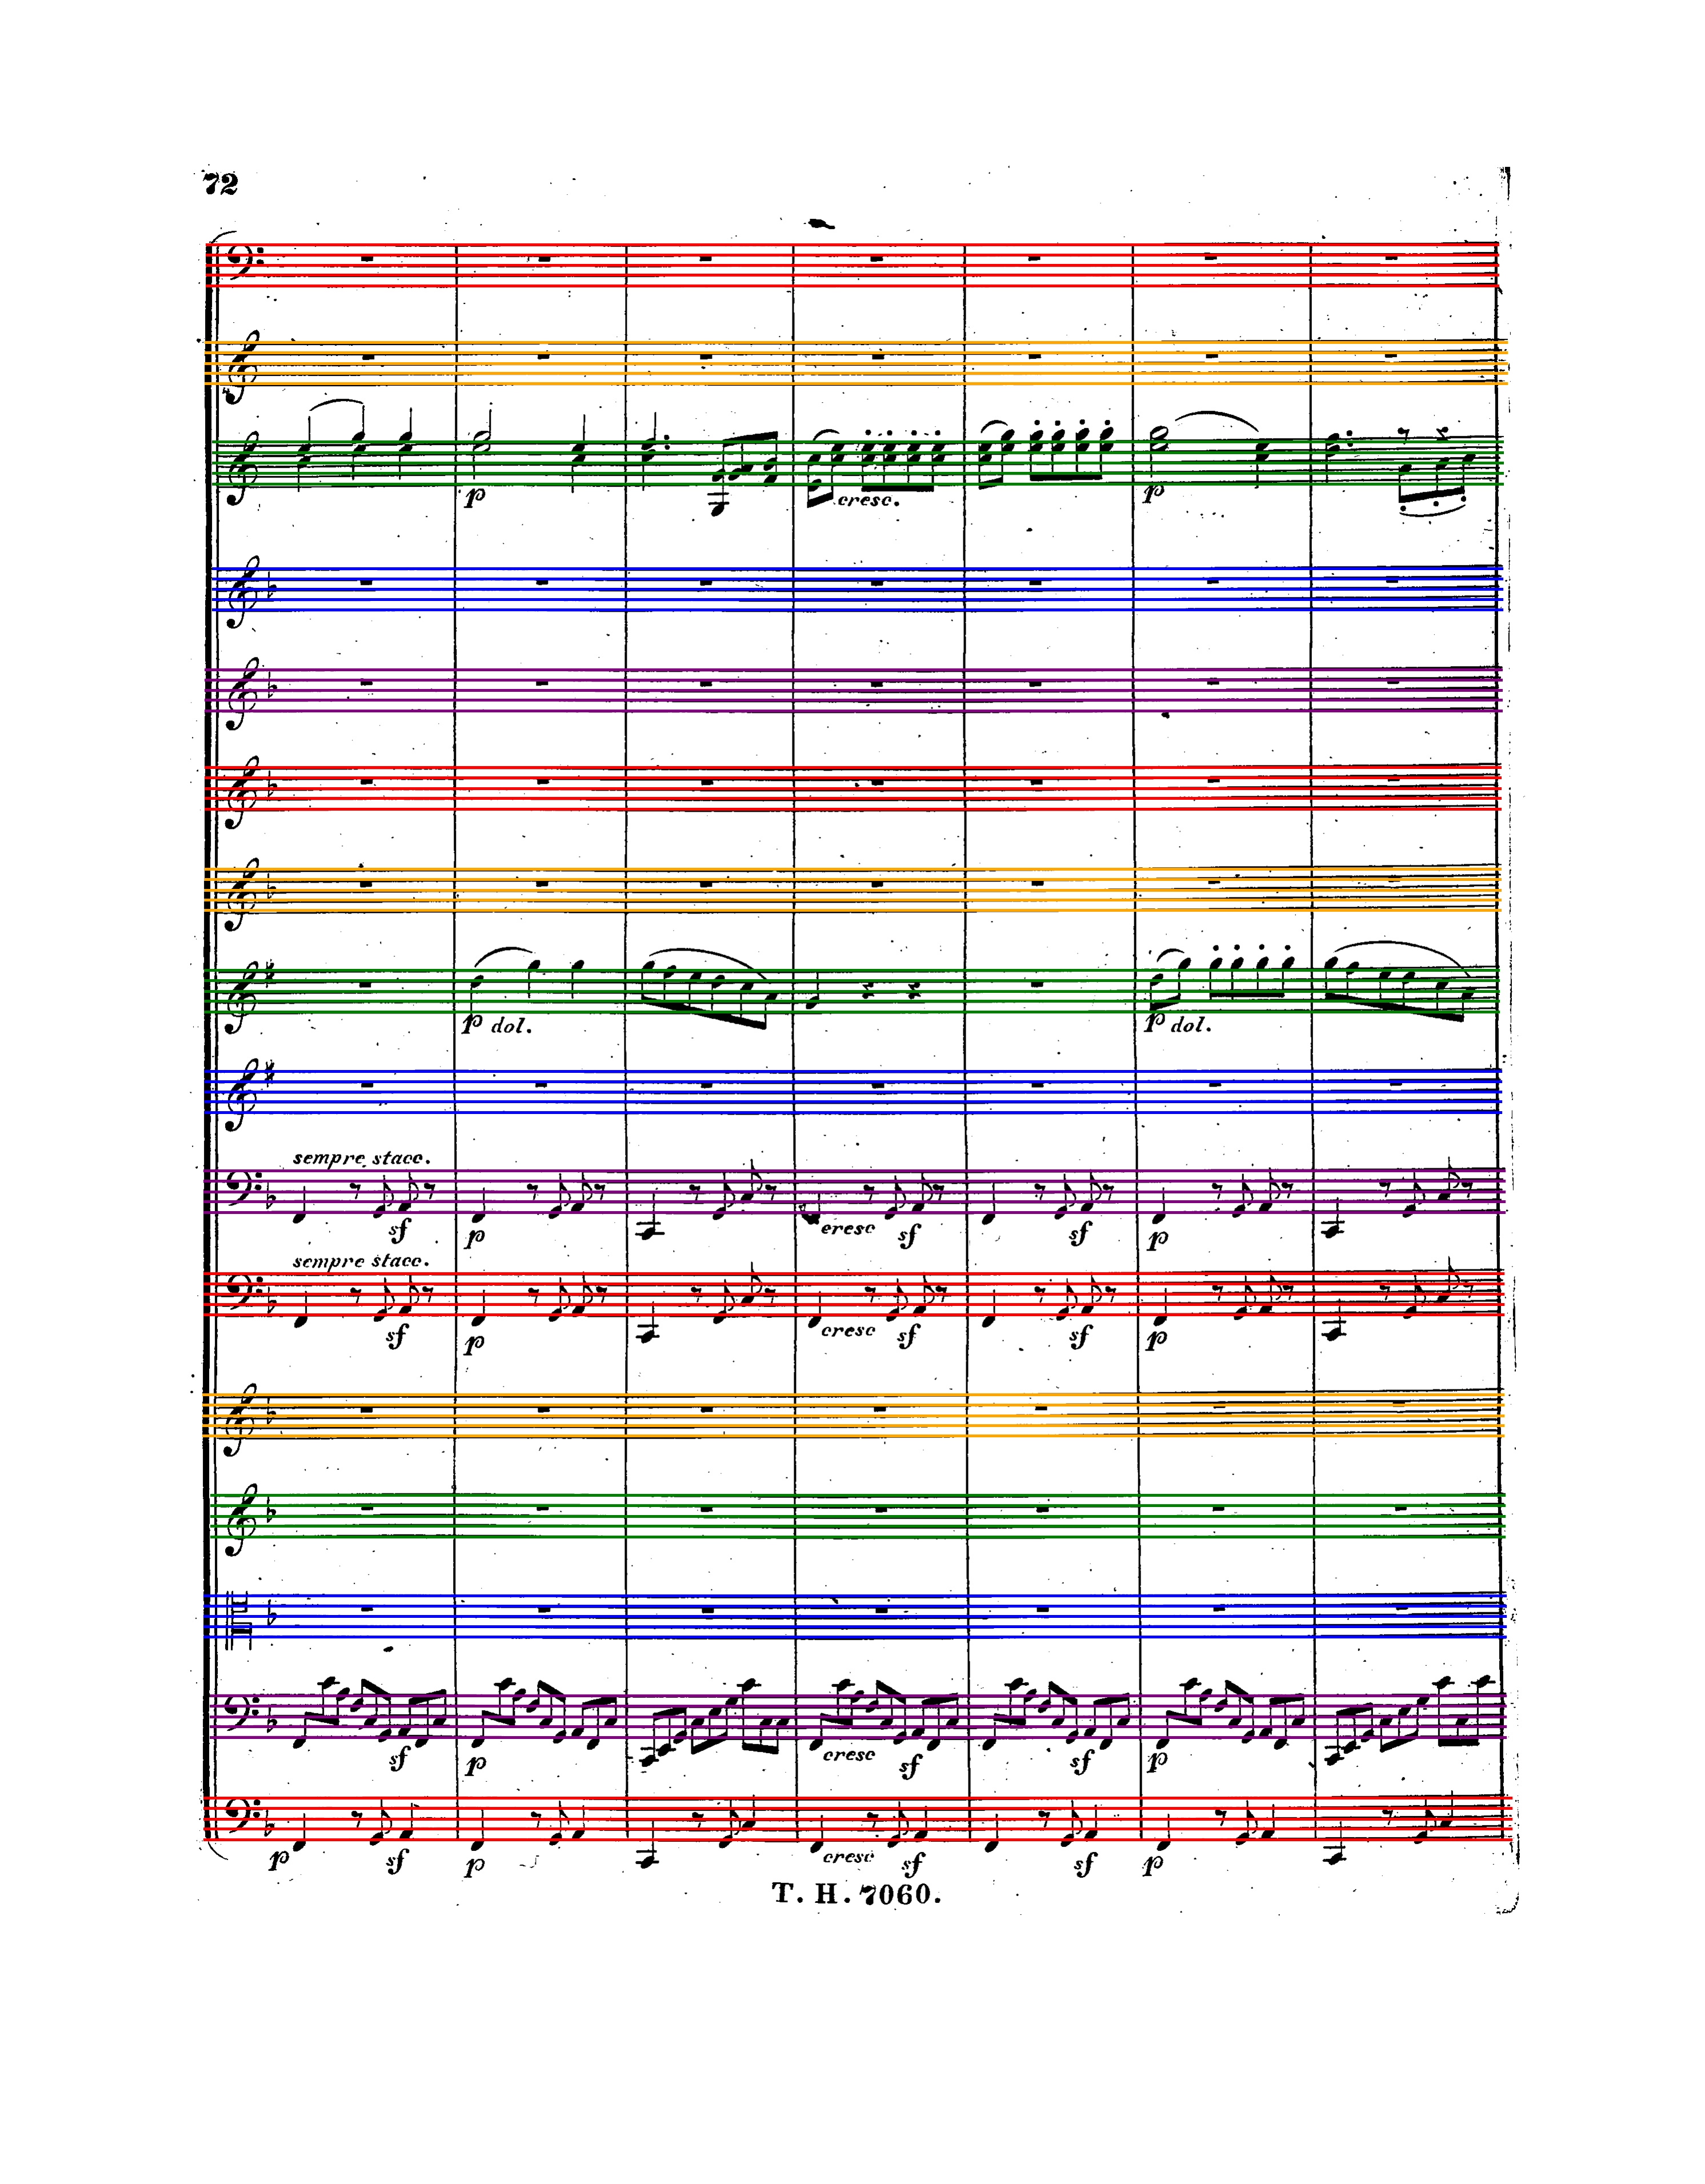 72
p
cresc.
p
p dol.
p dol.
sempre stacc.
sf
p
cresc
sf
sf
p
sempre stacc.
sf
p
cresc
sf
sf
p
sf
p
cresc
sf
sf
p
p
sf
p
cresc
sf
sf
p
T. H. 7060.